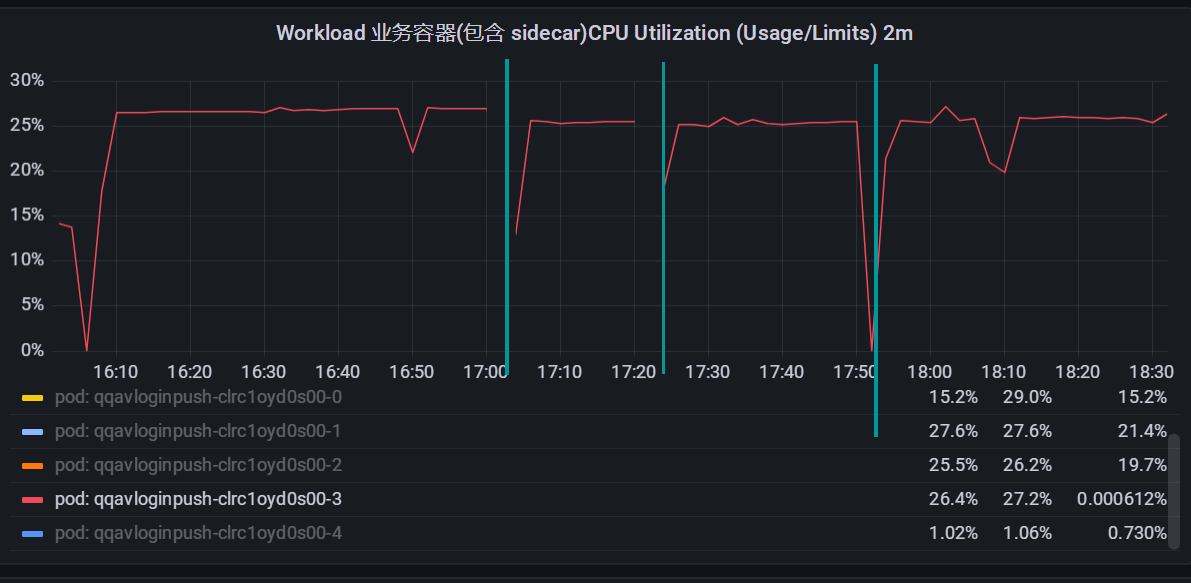 Workload 业务容器(包含 sidecar)CPU Utilization (Usage/Limits) 2m
30%
25%
20%
15%
10%
5%
0%
16:10 16:20 16:30 16:40 16:50 17:00 17:10 17:20 17:30 17:40 17:50 18:00 18:10 18:20 18:30
pod: qqavloginpush-clrc1oyd0s00-0 15.2% 29.0% 15.2%
pod: qqavloginpush-clrc1oyd0s00-1 27.6% 27.6% 21.4%
pod: qqavloginpush-clrc1oyd0s00-2 25.5% 26.2% 19.7%
pod: qqavloginpush-clrc1oyd0s00-3 26.4% 27.2% 0.000612%
pod: qqavloginpush-clrc1oyd0s00-4 1.02% 1.06% 0.730%